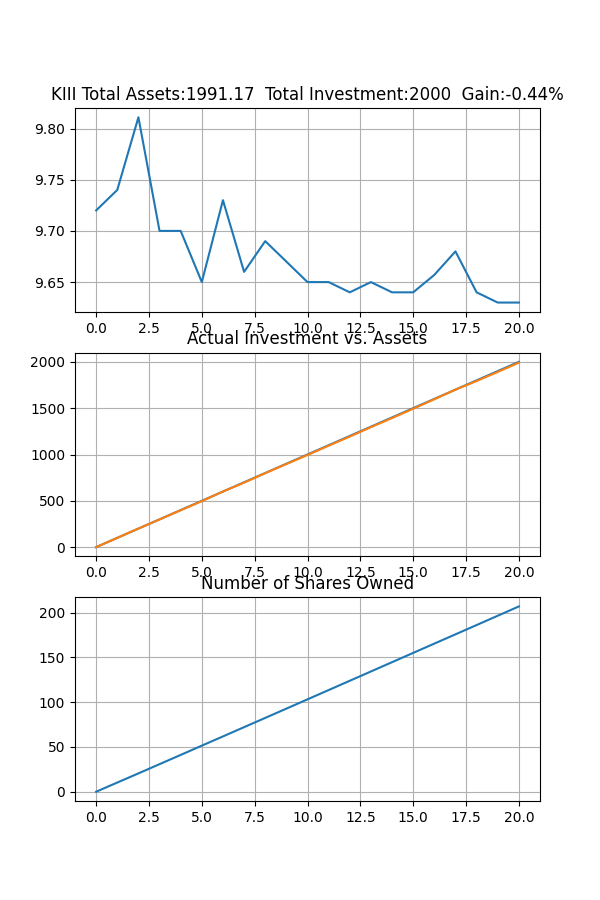 KIII Total Assets:1991.17  Total Investment:2000  Gain:-0.44%
9.80
9.75
9.70
9.65
0.0 2.5 5.0 7.5 10.0 12.5 15.0 17.5 20.0
Actual Investment vs. Assets
2000
1500
1000
500
0
0.0 2.5 5.0 7.5 10.0 12.5 15.0 17.5 20.0
Number of Shares Owned
200
150
100
50
0
0.0 2.5 5.0 7.5 10.0 12.5 15.0 17.5 20.0